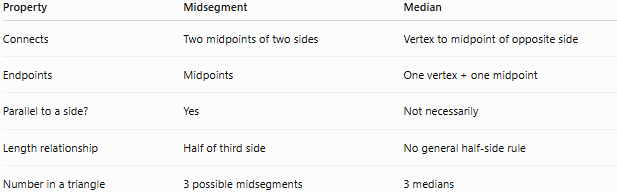 Property Midsegment Median
Connects Two midpoints of two sides Vertex to midpoint of opposite side
Endpoints Midpoints One vertex + one midpoint
Parallel to a side? Yes Not necessarily
Length relationship Half of third side No general half-side rule
Number in a triangle 3 possible midsegments 3 medians